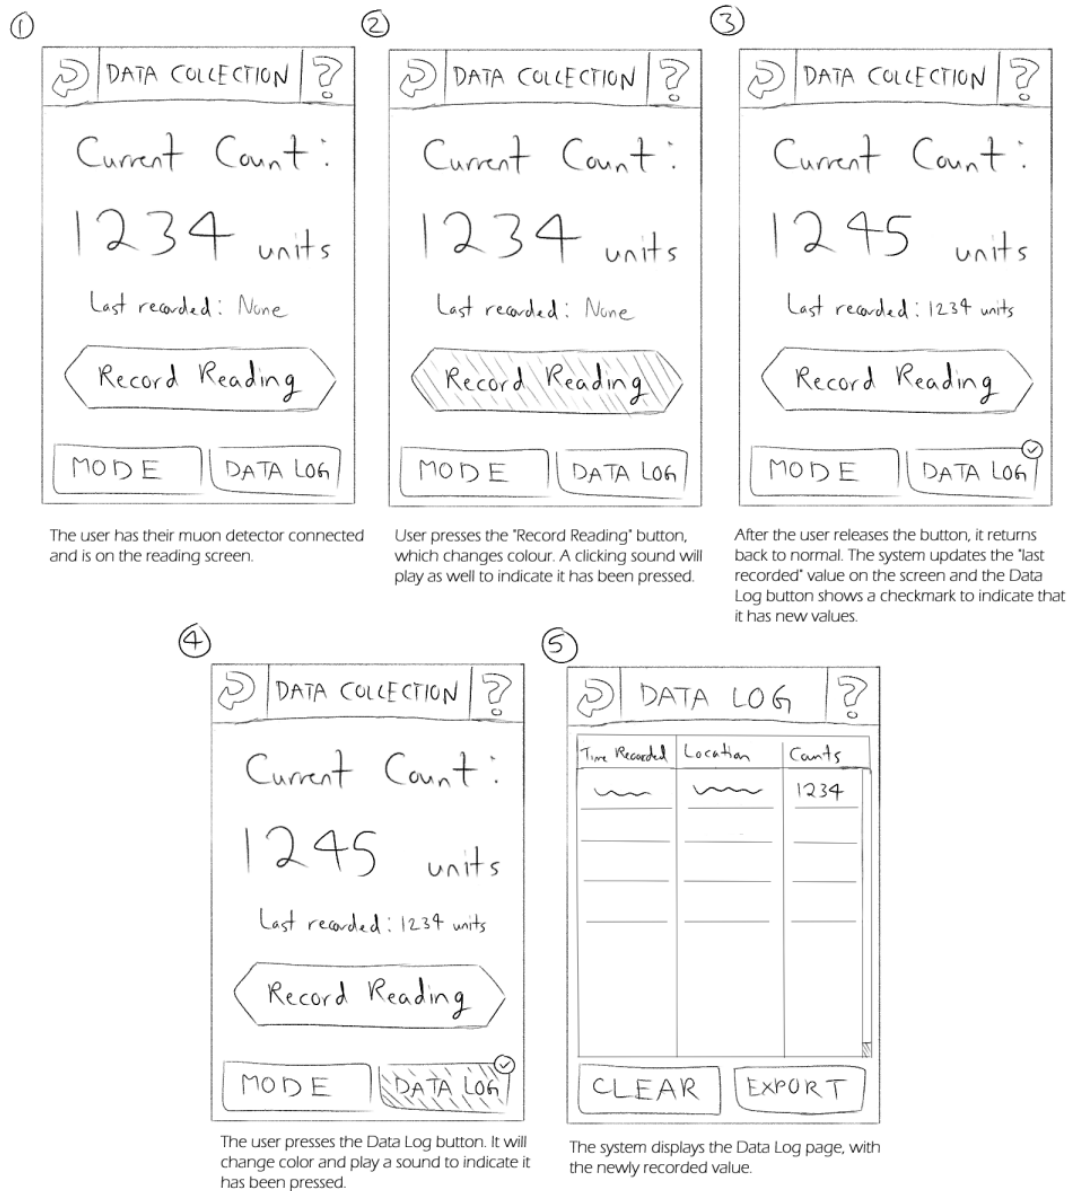 1
DATA COLLECTION ?
Current Count:
1234 units
Last recorded: None
Record Reading
MODE DATA LOG
The user has their muon detector connected
and is on the reading screen.
2
DATA COLLECTION ?
Current Count:
1234 units
Last recorded: None
Record Reading
MODE DATA LOG
User presses the "Record Reading" button,
which changes colour. A clicking sound will
play as well to indicate it has been pressed.
3
DATA COLLECTION ?
Current Count:
1245 units
Last recorded: 1234 units
Record Reading
MODE DATA LOG
After the user releases the button, it returns
back to normal. The system updates the "last
recorded" value on the screen and the Data
Log button shows a checkmark to indicate that
it has new values.
4
DATA COLLECTION ?
Current Count:
1245 units
Last recorded: 1234 units
Record Reading
MODE DATA LOG
The user presses the Data Log button. It will
change color and play a sound to indicate it
has been pressed.
5
DATA LOG ?
Time Recorded Location Counts
1234
CLEAR EXPORT
The system displays the Data Log page, with
the newly recorded value.